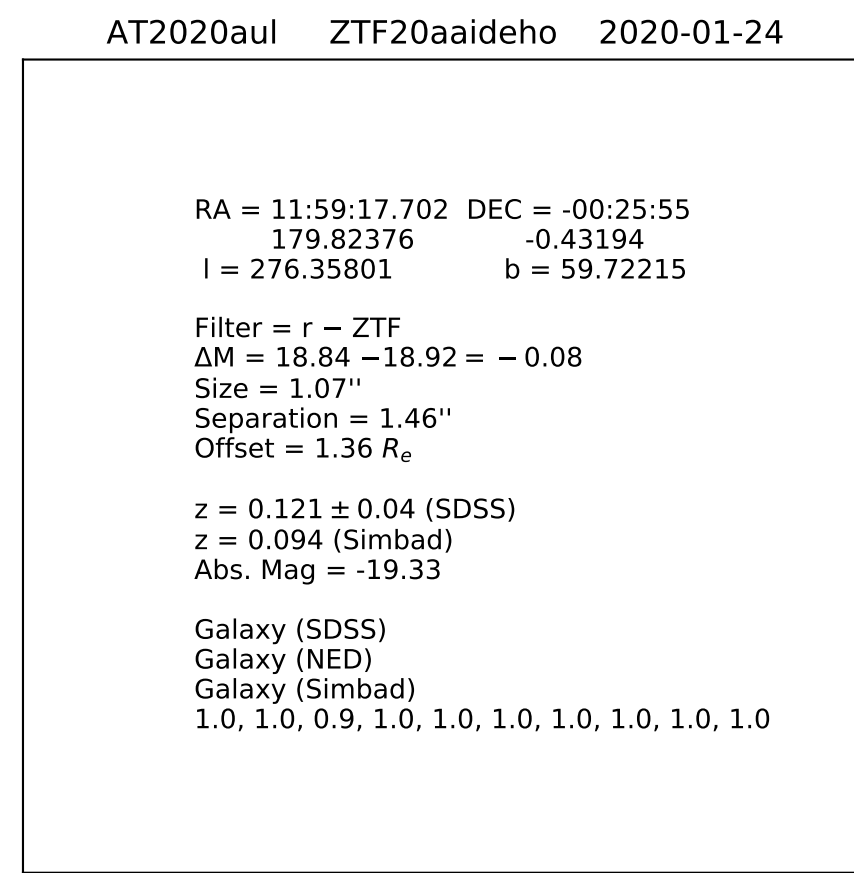 AT2020aul ZTF20aaideho 2020-01-24
RA = 11:59:17.702 DEC = -00:25:55
179.82376 -0.43194
l = 276.35801 b = 59.72215
Filter = r − ZTF
ΔM = 18.84 −18.92 = − 0.08
Size = 1.07''
Separation = 1.46''
Offset = 1.36 Rₑ
z = 0.121 ± 0.04 (SDSS)
z = 0.094 (Simbad)
Abs. Mag = -19.33
Galaxy (SDSS)
Galaxy (NED)
Galaxy (Simbad)
1.0, 1.0, 0.9, 1.0, 1.0, 1.0, 1.0, 1.0, 1.0, 1.0